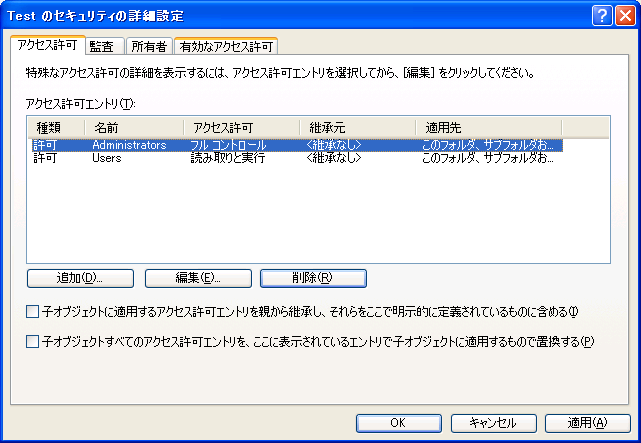 Test のセキュリティの詳細設定
アクセス許可 監査 所有者 有効なアクセス許可
特殊なアクセス許可の詳細を表示するには、アクセス許可エントリを選択してから、[編集] をクリックしてください。
アクセス許可エントリ(T):
種類 名前 アクセス許可 継承元 適用先
許可 Administrators フル コントロール <継承なし> このフォルダ、サブフォルダお...
許可 Users 読み取りと実行 <継承なし> このフォルダ、サブフォルダお...
追加(D)... 編集(E)... 削除(R)
子オブジェクトに適用するアクセス許可エントリを親から継承し、それらをここで明示的に定義されているものに含める(I)
子オブジェクトすべてのアクセス許可エントリを、ここに表示されているエントリで子オブジェクトに適用するもので置換する(P)
OK キャンセル 適用(A)